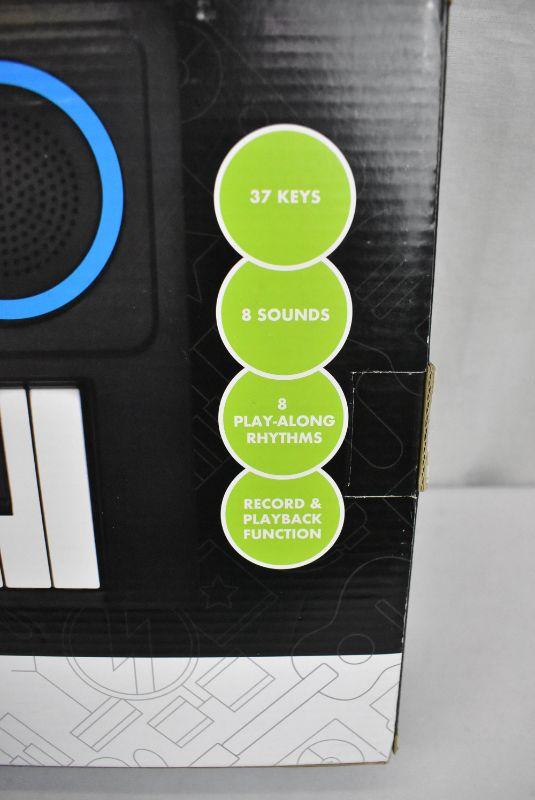 37 KEYS
8 SOUNDS
8
PLAY-ALONG
RHYTHMS
RECORD &
PLAYBACK
FUNCTION